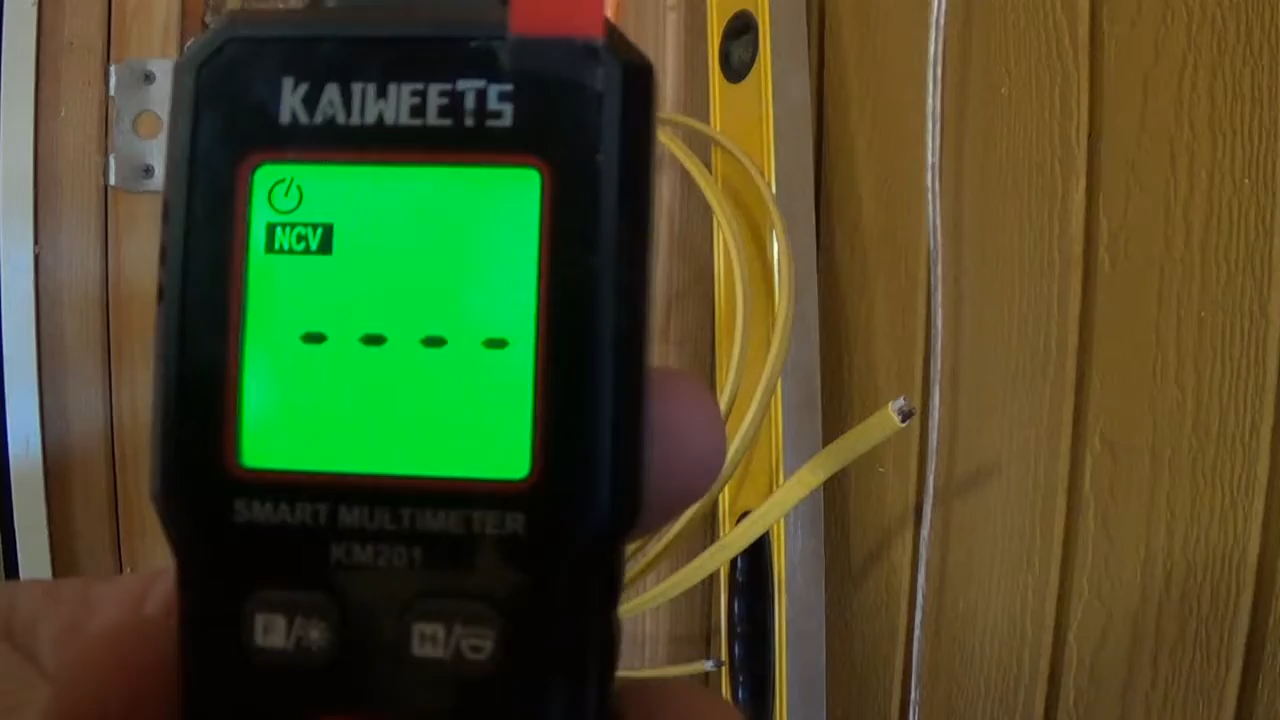 KAIWEETS
NCV
- - - -
SMART MULTIMETER
KM201
F/☀
H/